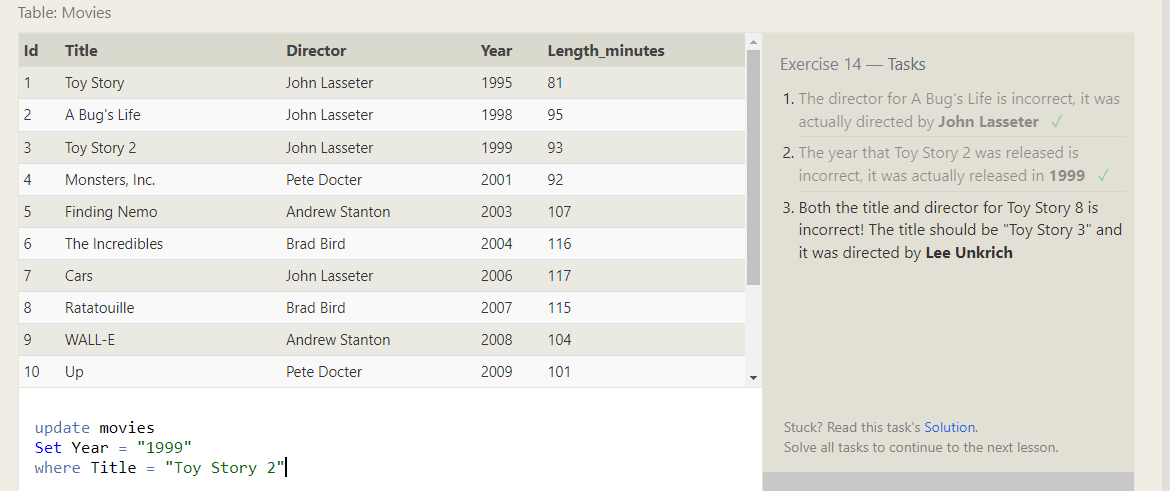 Table: Movies
Id Title Director Year Length_minutes
1 Toy Story John Lasseter 1995 81
2 A Bug's Life John Lasseter 1998 95
3 Toy Story 2 John Lasseter 1999 93
4 Monsters, Inc. Pete Docter 2001 92
5 Finding Nemo Andrew Stanton 2003 107
6 The Incredibles Brad Bird 2004 116
7 Cars John Lasseter 2006 117
8 Ratatouille Brad Bird 2007 115
9 WALL-E Andrew Stanton 2008 104
10 Up Pete Docter 2009 101
update movies
Set Year = "1999"
where Title = "Toy Story 2"
Exercise 14 — Tasks
1. The director for A Bug's Life is incorrect, it was
actually directed by John Lasseter ✓
2. The year that Toy Story 2 was released is
incorrect, it was actually released in 1999 ✓
3. Both the title and director for Toy Story 8 is
incorrect! The title should be "Toy Story 3" and
it was directed by Lee Unkrich
Stuck? Read this task's Solution.
Solve all tasks to continue to the next lesson.